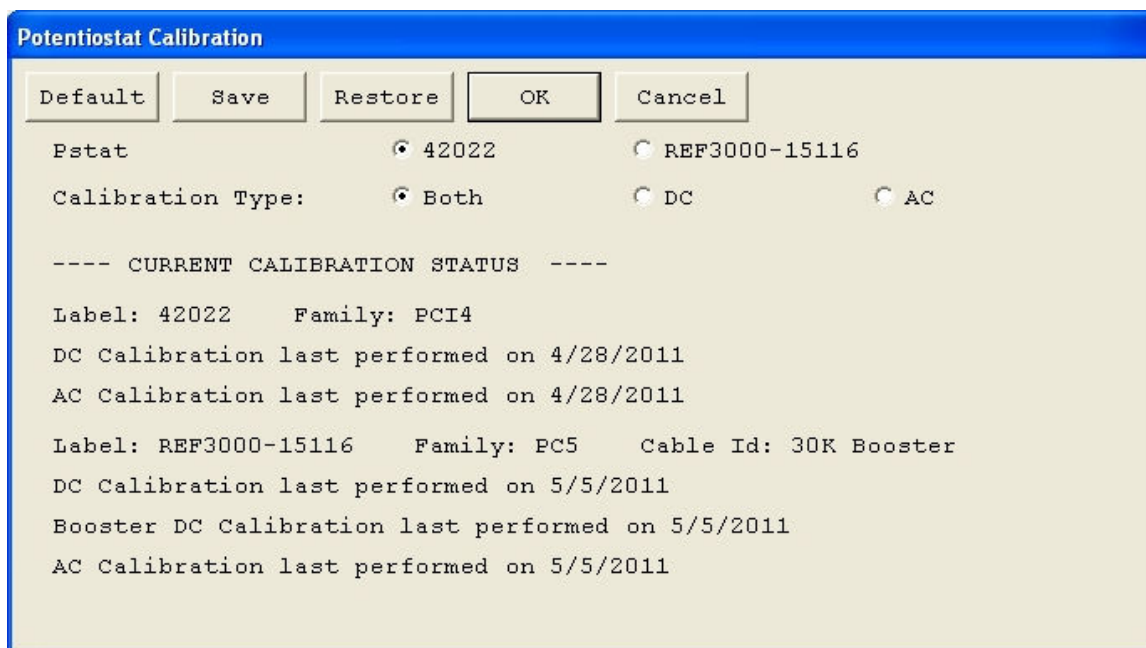 Potentiostat Calibration
Default Save Restore OK Cancel
Pstat 42022 REF3000-15116
Calibration Type: Both DC AC
---- CURRENT CALIBRATION STATUS ----
Label: 42022 Family: PCI4
DC Calibration last performed on 4/28/2011
AC Calibration last performed on 4/28/2011
Label: REF3000-15116 Family: PC5 Cable Id: 30K Booster
DC Calibration last performed on 5/5/2011
Booster DC Calibration last performed on 5/5/2011
AC Calibration last performed on 5/5/2011